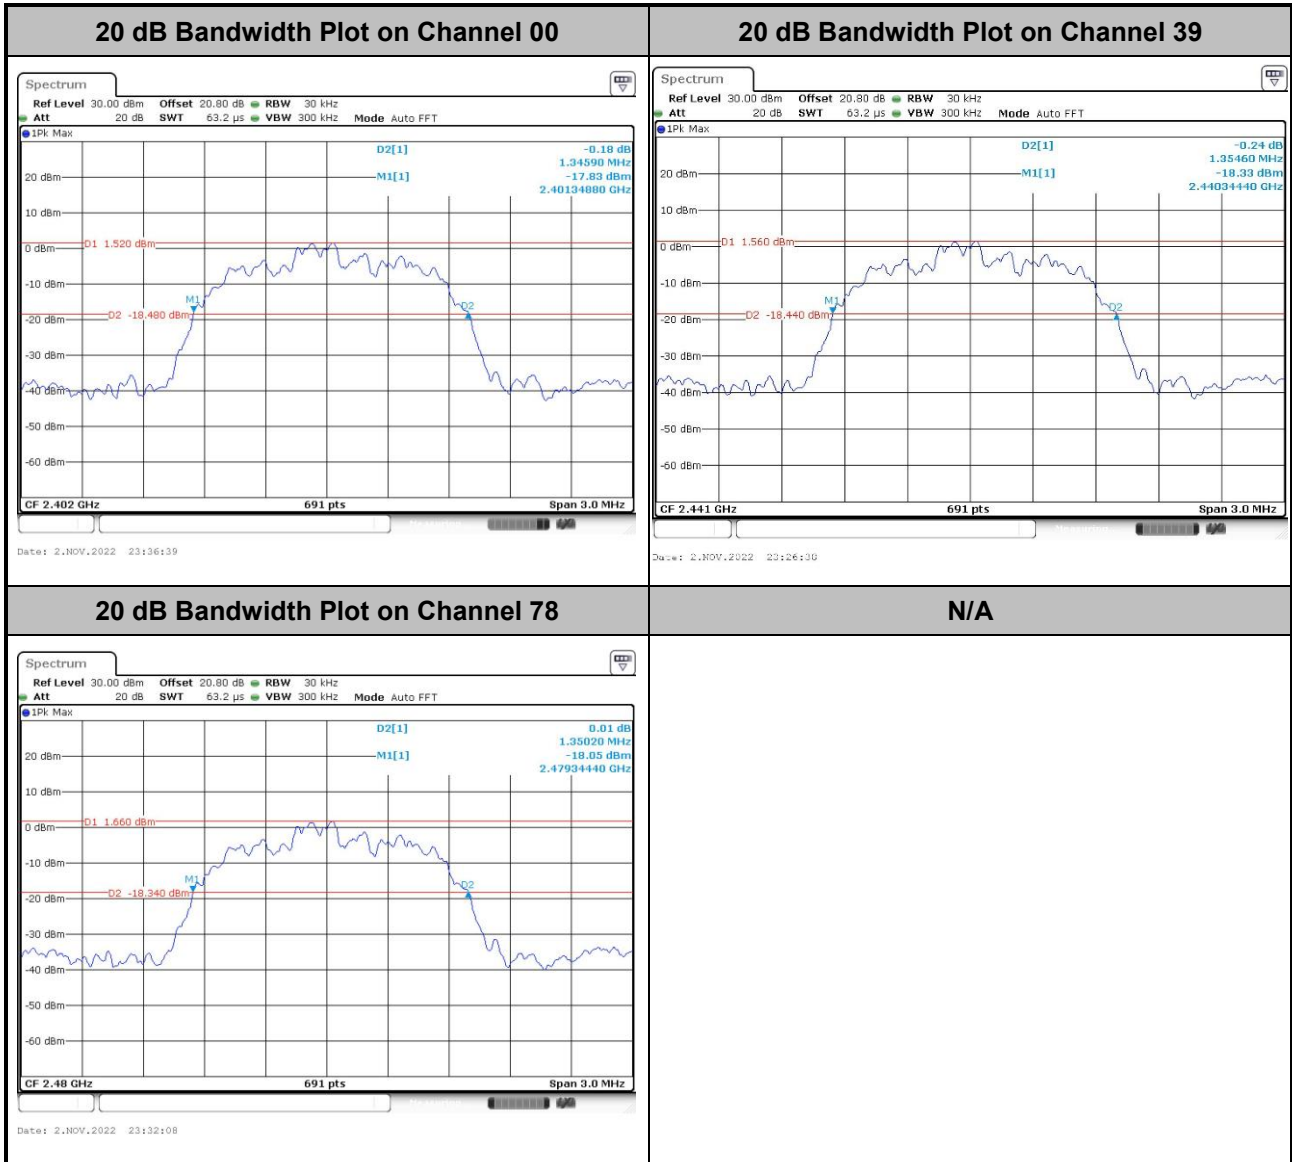 20 dB Bandwidth Plot on Channel 00
Spectrum
Ref Level 30.00 dBm Offset 20.80 dB RBW 30 kHz
Att 20 dB SWT 63.2 µs VBW 300 kHz Mode Auto FFT
1Pk Max
D2[1] -0.18 dB
1.34590 MHz
M1[1] -17.83 dBm
2.40134880 GHz
20 dBm
10 dBm
0 dBm
D1 1.520 dBm
-10 dBm
M1
D2
D2 -18.480 dBm
-20 dBm
-30 dBm
-40 dBm
-50 dBm
-60 dBm
CF 2.402 GHz 691 pts Span 3.0 MHz
Date: 2.NOV.2022 23:36:39
20 dB Bandwidth Plot on Channel 39
Spectrum
Ref Level 30.00 dBm Offset 20.80 dB RBW 30 kHz
Att 20 dB SWT 63.2 µs VBW 300 kHz Mode Auto FFT
1Pk Max
D2[1] -0.24 dB
1.35460 MHz
M1[1] -18.33 dBm
2.44034440 GHz
20 dBm
10 dBm
0 dBm
D1 1.560 dBm
-10 dBm
M1
D2
D2 -18.440 dBm
-20 dBm
-30 dBm
-40 dBm
-50 dBm
-60 dBm
CF 2.441 GHz 691 pts Span 3.0 MHz
Date: 2.NOV.2022 23:26:38
20 dB Bandwidth Plot on Channel 78
Spectrum
Ref Level 30.00 dBm Offset 20.80 dB RBW 30 kHz
Att 20 dB SWT 63.2 µs VBW 300 kHz Mode Auto FFT
1Pk Max
D2[1] 0.01 dB
1.35020 MHz
M1[1] -18.05 dBm
2.47934440 GHz
20 dBm
10 dBm
0 dBm
D1 1.660 dBm
-10 dBm
M1
D2
D2 -18.340 dBm
-20 dBm
-30 dBm
-40 dBm
-50 dBm
-60 dBm
CF 2.48 GHz 691 pts Span 3.0 MHz
Date: 2.NOV.2022 23:32:08
N/A